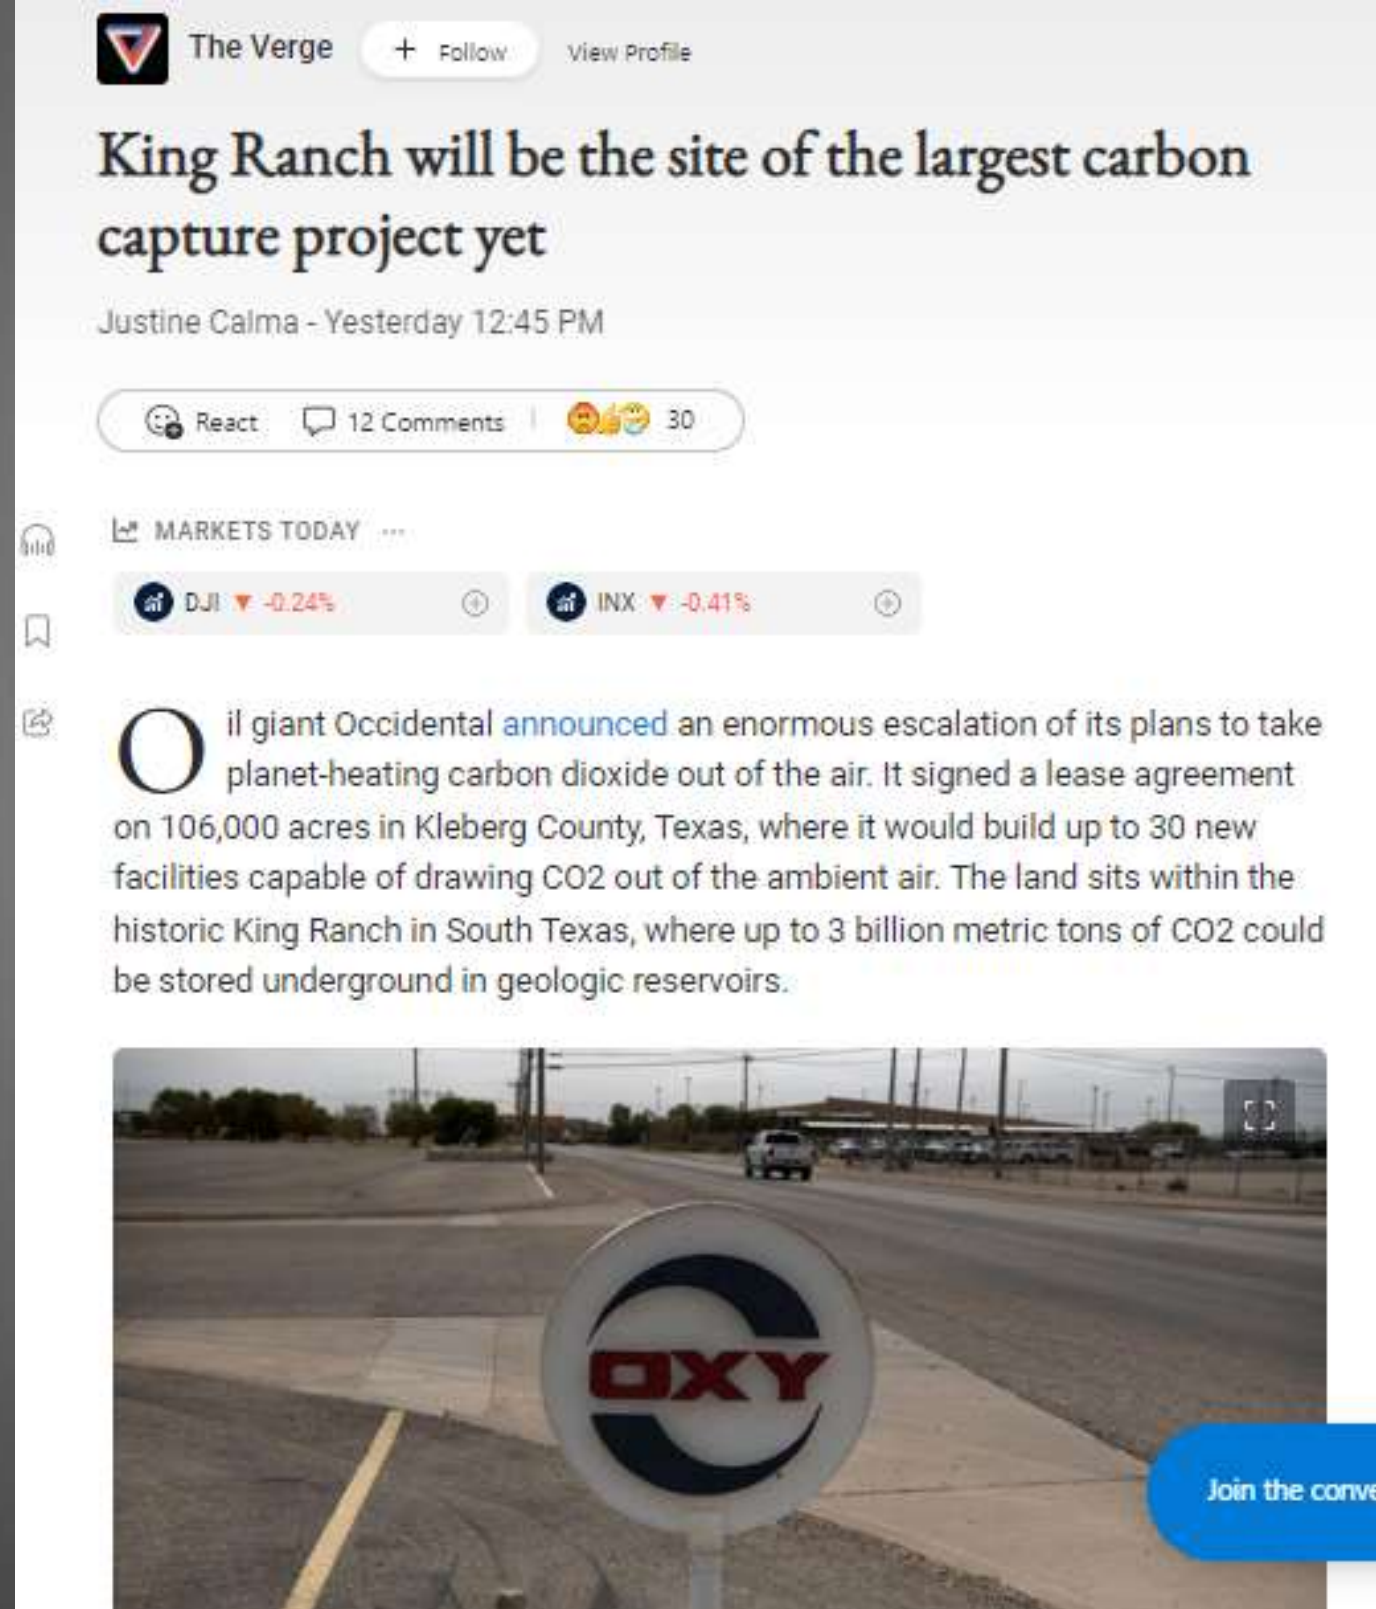 The Verge
+ Follow
View Profile
King Ranch will be the site of the largest carbon
capture project yet
Justine Calma - Yesterday 12:45 PM
React
12 Comments
30
MARKETS TODAY ...
DJI ▼ -0.24%
INX ▼ -0.41%
Oil giant Occidental announced an enormous escalation of its plans to take
planet-heating carbon dioxide out of the air. It signed a lease agreement
on 106,000 acres in Kleberg County, Texas, where it would build up to 30 new
facilities capable of drawing CO2 out of the ambient air. The land sits within the
historic King Ranch in South Texas, where up to 3 billion metric tons of CO2 could
be stored underground in geologic reservoirs.
OXY
Join the conve